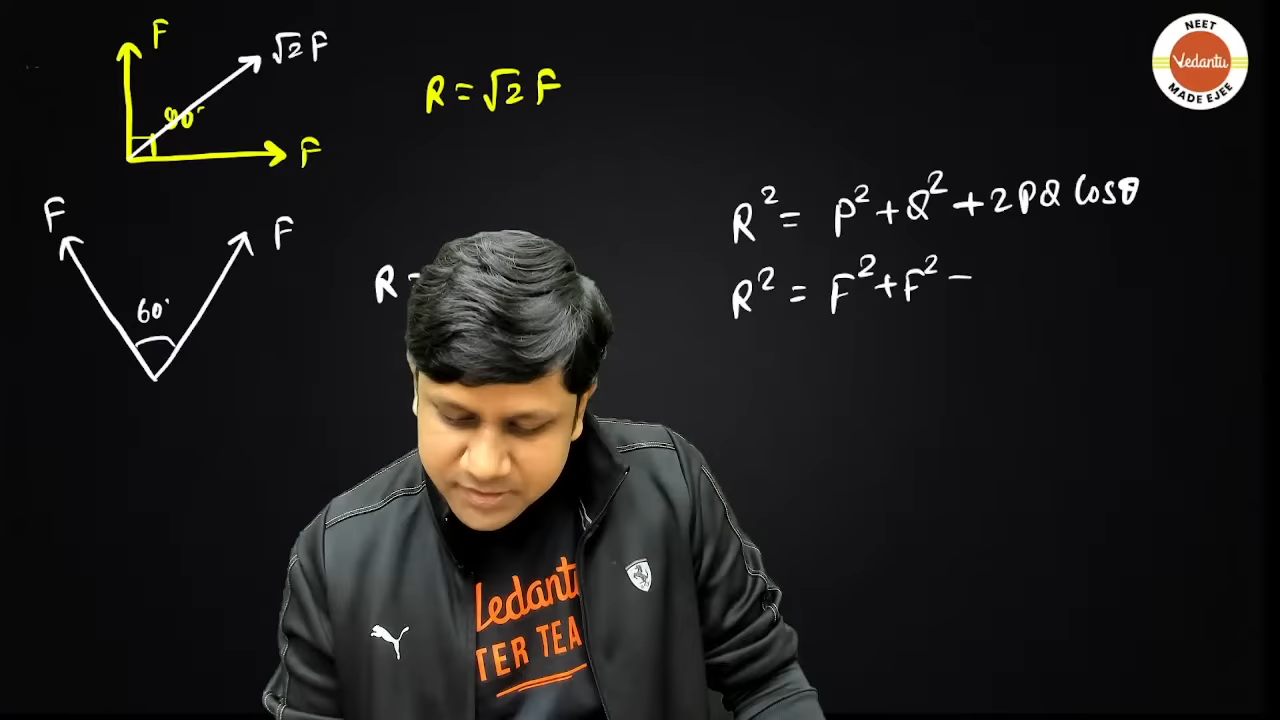 F
√2 F
90°
F
R = √2 F
NEET
Vedantu
MADE EJEE
F
F
60°
R
R² = P² + Q² + 2PQ Cosθ
R² = F² + F² −
Vedantu
TER TEA
PUMA